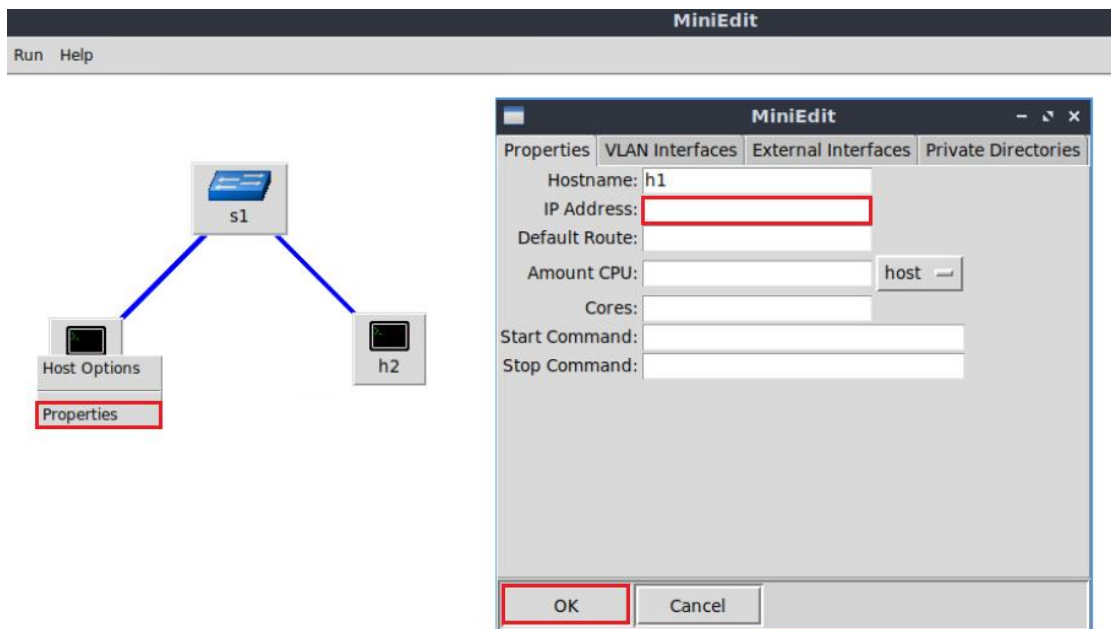 MiniEdit
Run Help
s1
h2
Host Options
Properties
MiniEdit
Properties VLAN Interfaces External Interfaces Private Directories
Hostname: h1
IP Address:
Default Route:
Amount CPU: host
Cores:
Start Command:
Stop Command:
OK Cancel